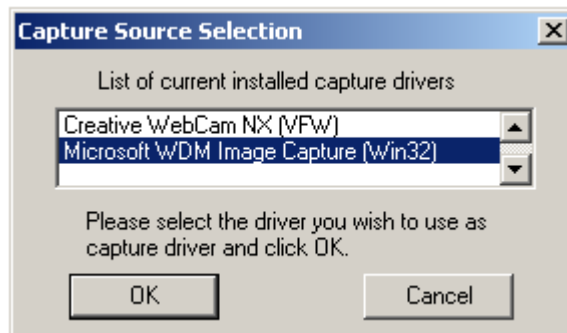 Capture Source Selection
List of current installed capture drivers
Creative WebCam NX (VFW)
Microsoft WDM Image Capture (Win32)
Please select the driver you wish to use as
capture driver and click OK.
OK
Cancel